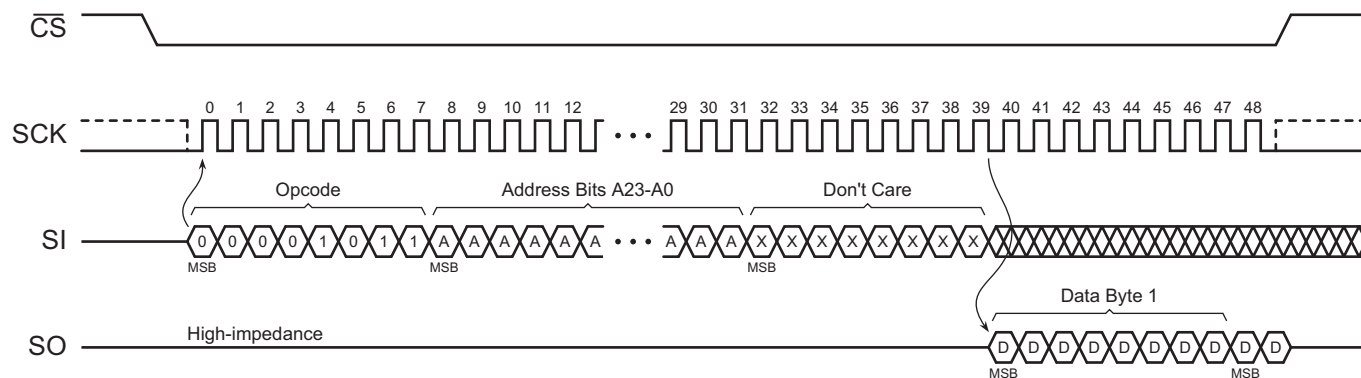 CS
0 1 2 3 4 5 6 7 8 9 10 11 12 29 30 31 32 33 34 35 36 37 38 39 40 41 42 43 44 45 46 47 48
SCK
Opcode Address Bits A23-A0 Don't Care
SI 0 0 0 0 1 0 1 1 A A A A A A A A A X X X X X X X X
MSB MSB MSB
Data Byte 1
High-impedance
SO D D D D D D D D D D
MSB MSB